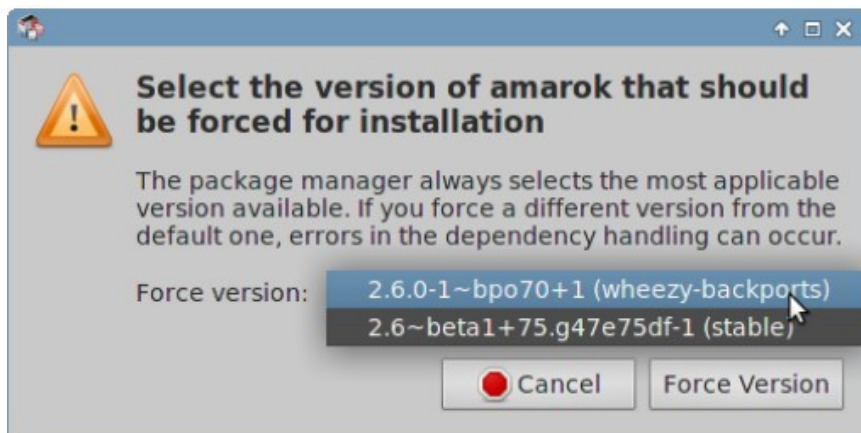 Select the version of amarok that should
be forced for installation
The package manager always selects the most applicable
version available. If you force a different version from the
default one, errors in the dependency handling can occur.
Force version: 2.6.0-1~bpo70+1 (wheezy-backports)
2.6~beta1+75.g47e75df-1 (stable)
Cancel Force Version